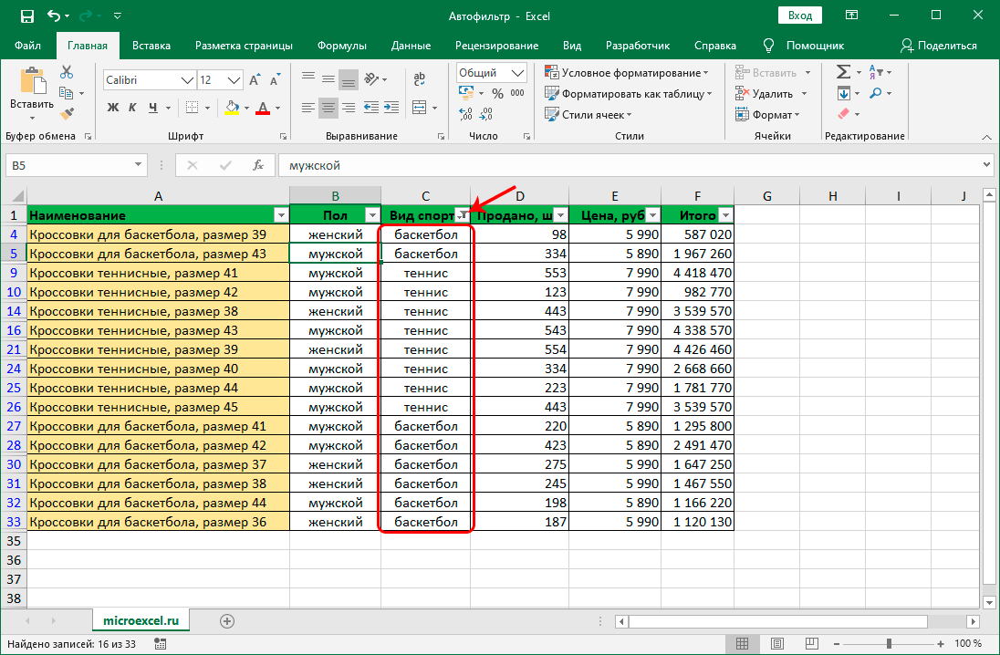 Автофильтр - Excel
Вход
Файл Главная Вставка Разметка страницы Формулы Данные Рецензирование Вид Разработчик Справка Помощник Поделиться
Вставить
Calibri 12
Ж К Ч
ab
Общий
% 000
Условное форматирование
Форматировать как таблицу
Стили ячеек
Вставить
Удалить
Формат
Буфер обмена Шрифт Выравнивание Число Стили Ячейки Редактирование
B5 fx мужской
A B C D E F G H I J
1 Наименование Пол Вид спорт Продано, ш Цена, руб Итого
4 Кроссовки для баскетбола, размер 39 женский баскетбол 98 5 990 587 020
5 Кроссовки для баскетбола, размер 43 мужской баскетбол 334 5 890 1 967 260
9 Кроссовки теннисные, размер 41 мужской теннис 553 7 990 4 418 470
10 Кроссовки теннисные, размер 42 мужской теннис 123 7 990 982 770
14 Кроссовки теннисные, размер 38 женский теннис 443 7 990 3 539 570
16 Кроссовки теннисные, размер 43 мужской теннис 543 7 990 4 338 570
21 Кроссовки теннисные, размер 39 женский теннис 554 7 990 4 426 460
24 Кроссовки теннисные, размер 40 мужской теннис 334 7 990 2 668 660
25 Кроссовки теннисные, размер 44 мужской теннис 223 7 990 1 781 770
26 Кроссовки теннисные, размер 45 мужской теннис 443 7 990 3 539 570
27 Кроссовки для баскетбола, размер 41 мужской баскетбол 220 5 890 1 295 800
28 Кроссовки для баскетбола, размер 42 мужской баскетбол 423 5 890 2 491 470
30 Кроссовки для баскетбола, размер 37 женский баскетбол 275 5 990 1 647 250
31 Кроссовки для баскетбола, размер 38 женский баскетбол 245 5 990 1 467 550
32 Кроссовки для баскетбола, размер 44 мужской баскетбол 198 5 890 1 166 220
33 Кроссовки для баскетбола, размер 36 женский баскетбол 187 5 990 1 120 130
35
36
37
38
microexcel.ru
Найдено записей: 16 из 33 100 %